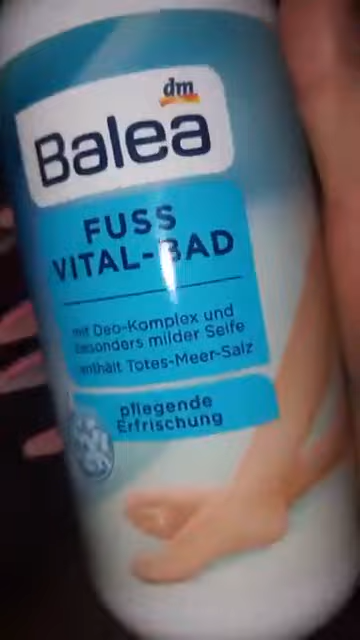 dm
Balea
FUSS
VITAL-BAD
mit Deo-Komplex und
besonders milder Seife
enthält Totes-Meer-Salz
pflegende
Erfrischung